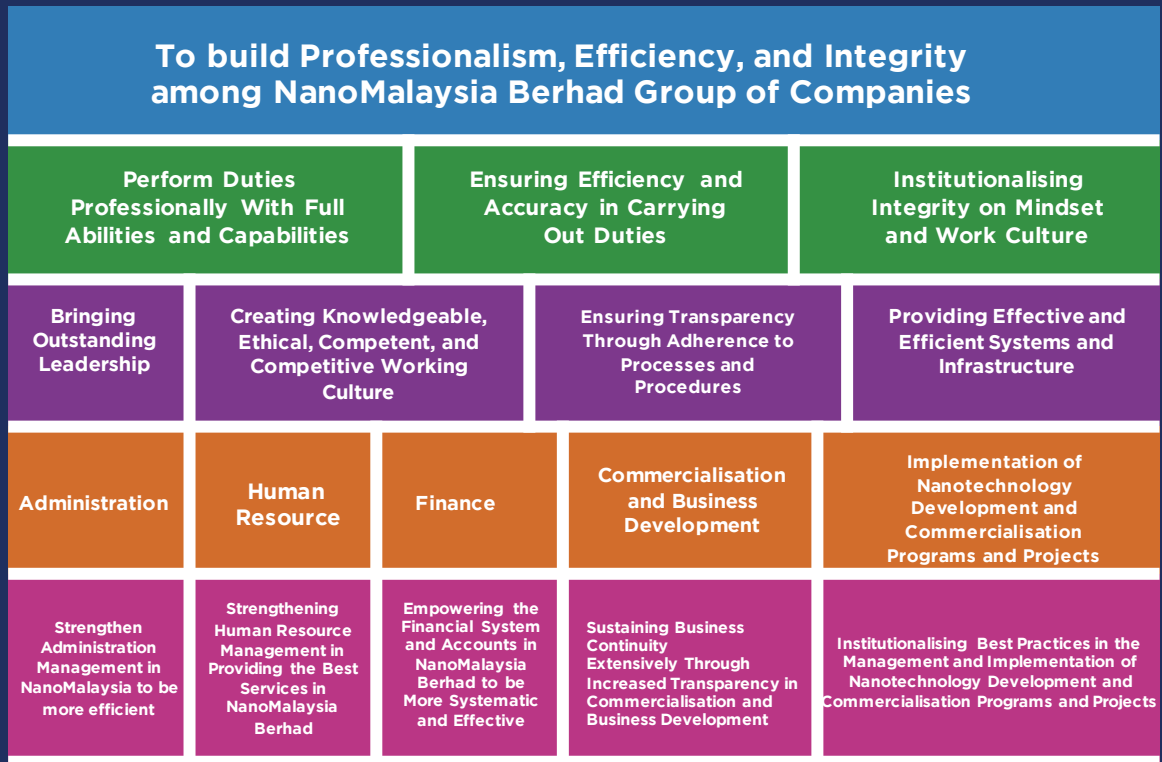 To build Professionalism, Efficiency, and Integrity
among NanoMalaysia Berhad Group of Companies
Perform Duties
Professionally With Full
Abilities and Capabilities
Ensuring Efficiency and
Accuracy in Carrying
Out Duties
Institutionalising
Integrity on Mindset
and Work Culture
Bringing
Outstanding
Leadership
Creating Knowledgeable,
Ethical, Competent, and
Competitive Working
Culture
Ensuring Transparency
Through Adherence to
Processes and
Procedures
Providing Effective and
Efficient Systems and
Infrastructure
Administration
Human
Resource
Finance
Commercialisation
and Business
Development
Implementation of
Nanotechnology
Development and
Commercialisation
Programs and Projects
Strengthen
Administration
Management in
NanoMalaysia to be
more efficient
Strengthening
Human Resource
Management in
Providing the Best
Services in
NanoMalaysia
Berhad
Empowering the
Financial System
and Accounts in
NanoMalaysia
Berhad to be
More Systematic
and Effective
Sustaining Business
Continuity
Extensively Through
Increased Transparency in
Commercialisation and
Business Development
Institutionalising Best Practices in the
Management and Implementation of
Nanotechnology Development and
Commercialisation Programs and Projects